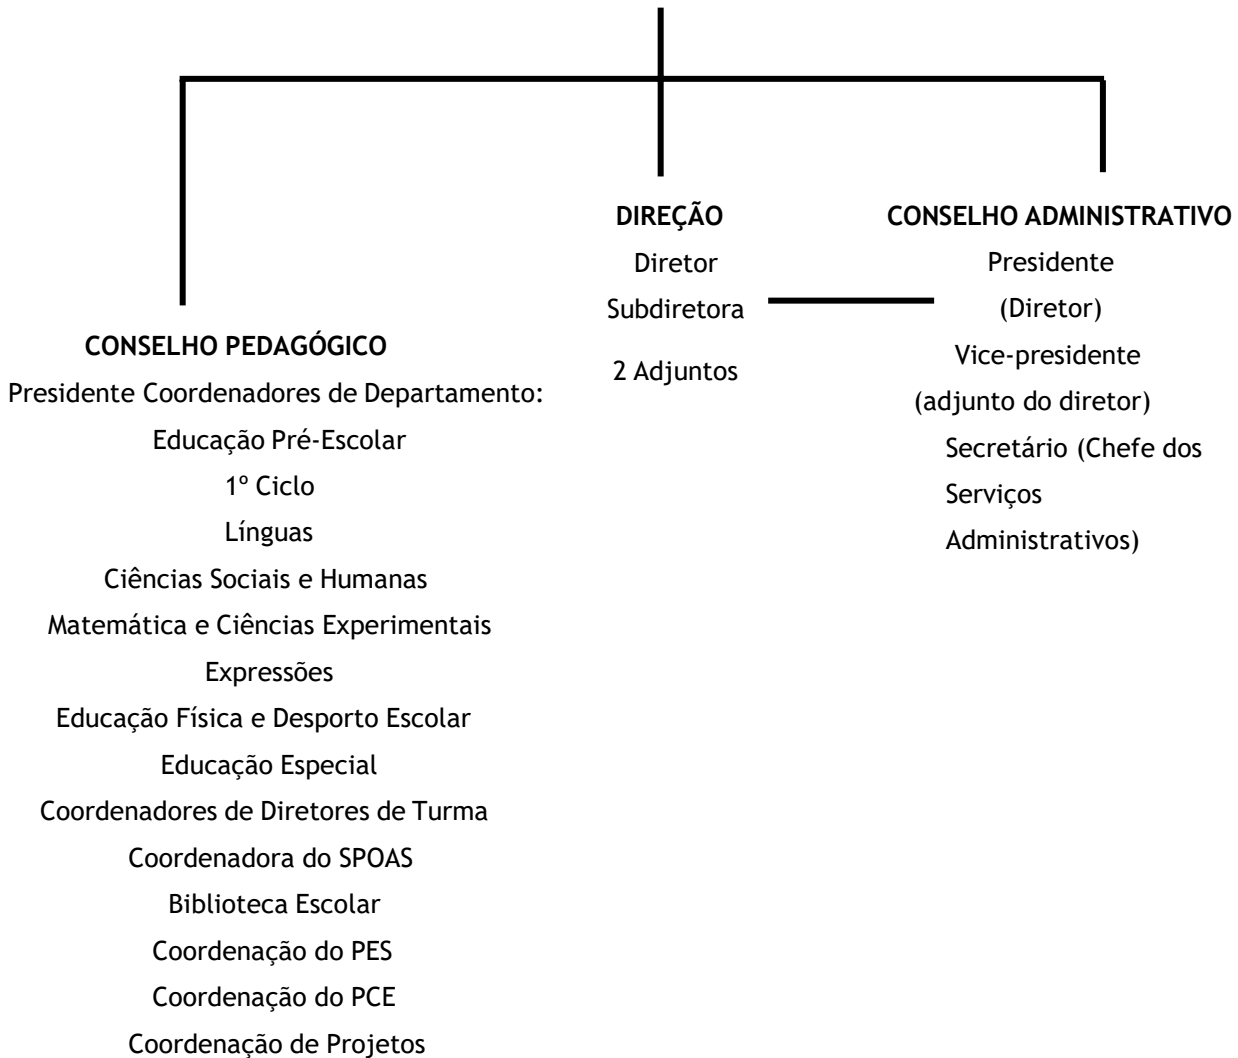 DIREÇÃO
Diretor
Subdiretora
2 Adjuntos
CONSELHO ADMINISTRATIVO
Presidente
(Diretor)
Vice-presidente
(adjunto do diretor)
Secretário (Chefe dos
Serviços
Administrativos)
CONSELHO PEDAGÓGICO
Presidente Coordenadores de Departamento:
Educação Pré-Escolar
1º Ciclo
Línguas
Ciências Sociais e Humanas
Matemática e Ciências Experimentais
Expressões
Educação Física e Desporto Escolar
Educação Especial
Coordenadores de Diretores de Turma
Coordenadora do SPOAS
Biblioteca Escolar
Coordenação do PES
Coordenação do PCE
Coordenação de Projetos